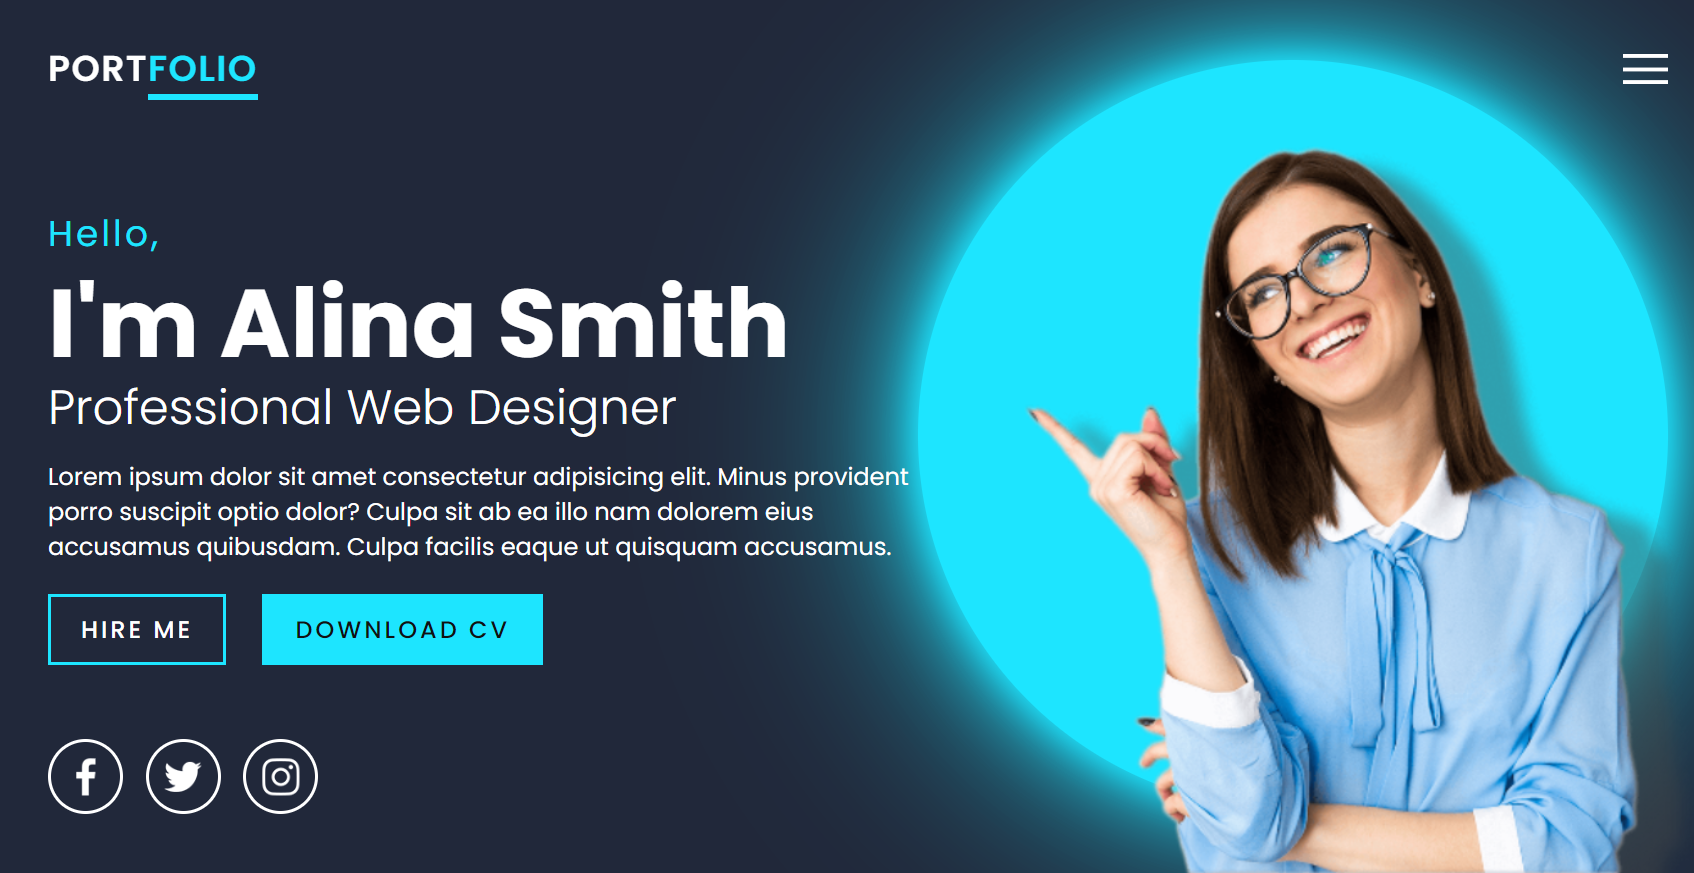 PORTFOLIO
Hello,
I'm Alina Smith
Professional Web Designer
Lorem ipsum dolor sit amet consectetur adipisicing elit. Minus provident
porro suscipit optio dolor? Culpa sit ab ea illo nam dolorem eius
accusamus quibusdam. Culpa facilis eaque ut quisquam accusamus.
HIRE ME
DOWNLOAD CV